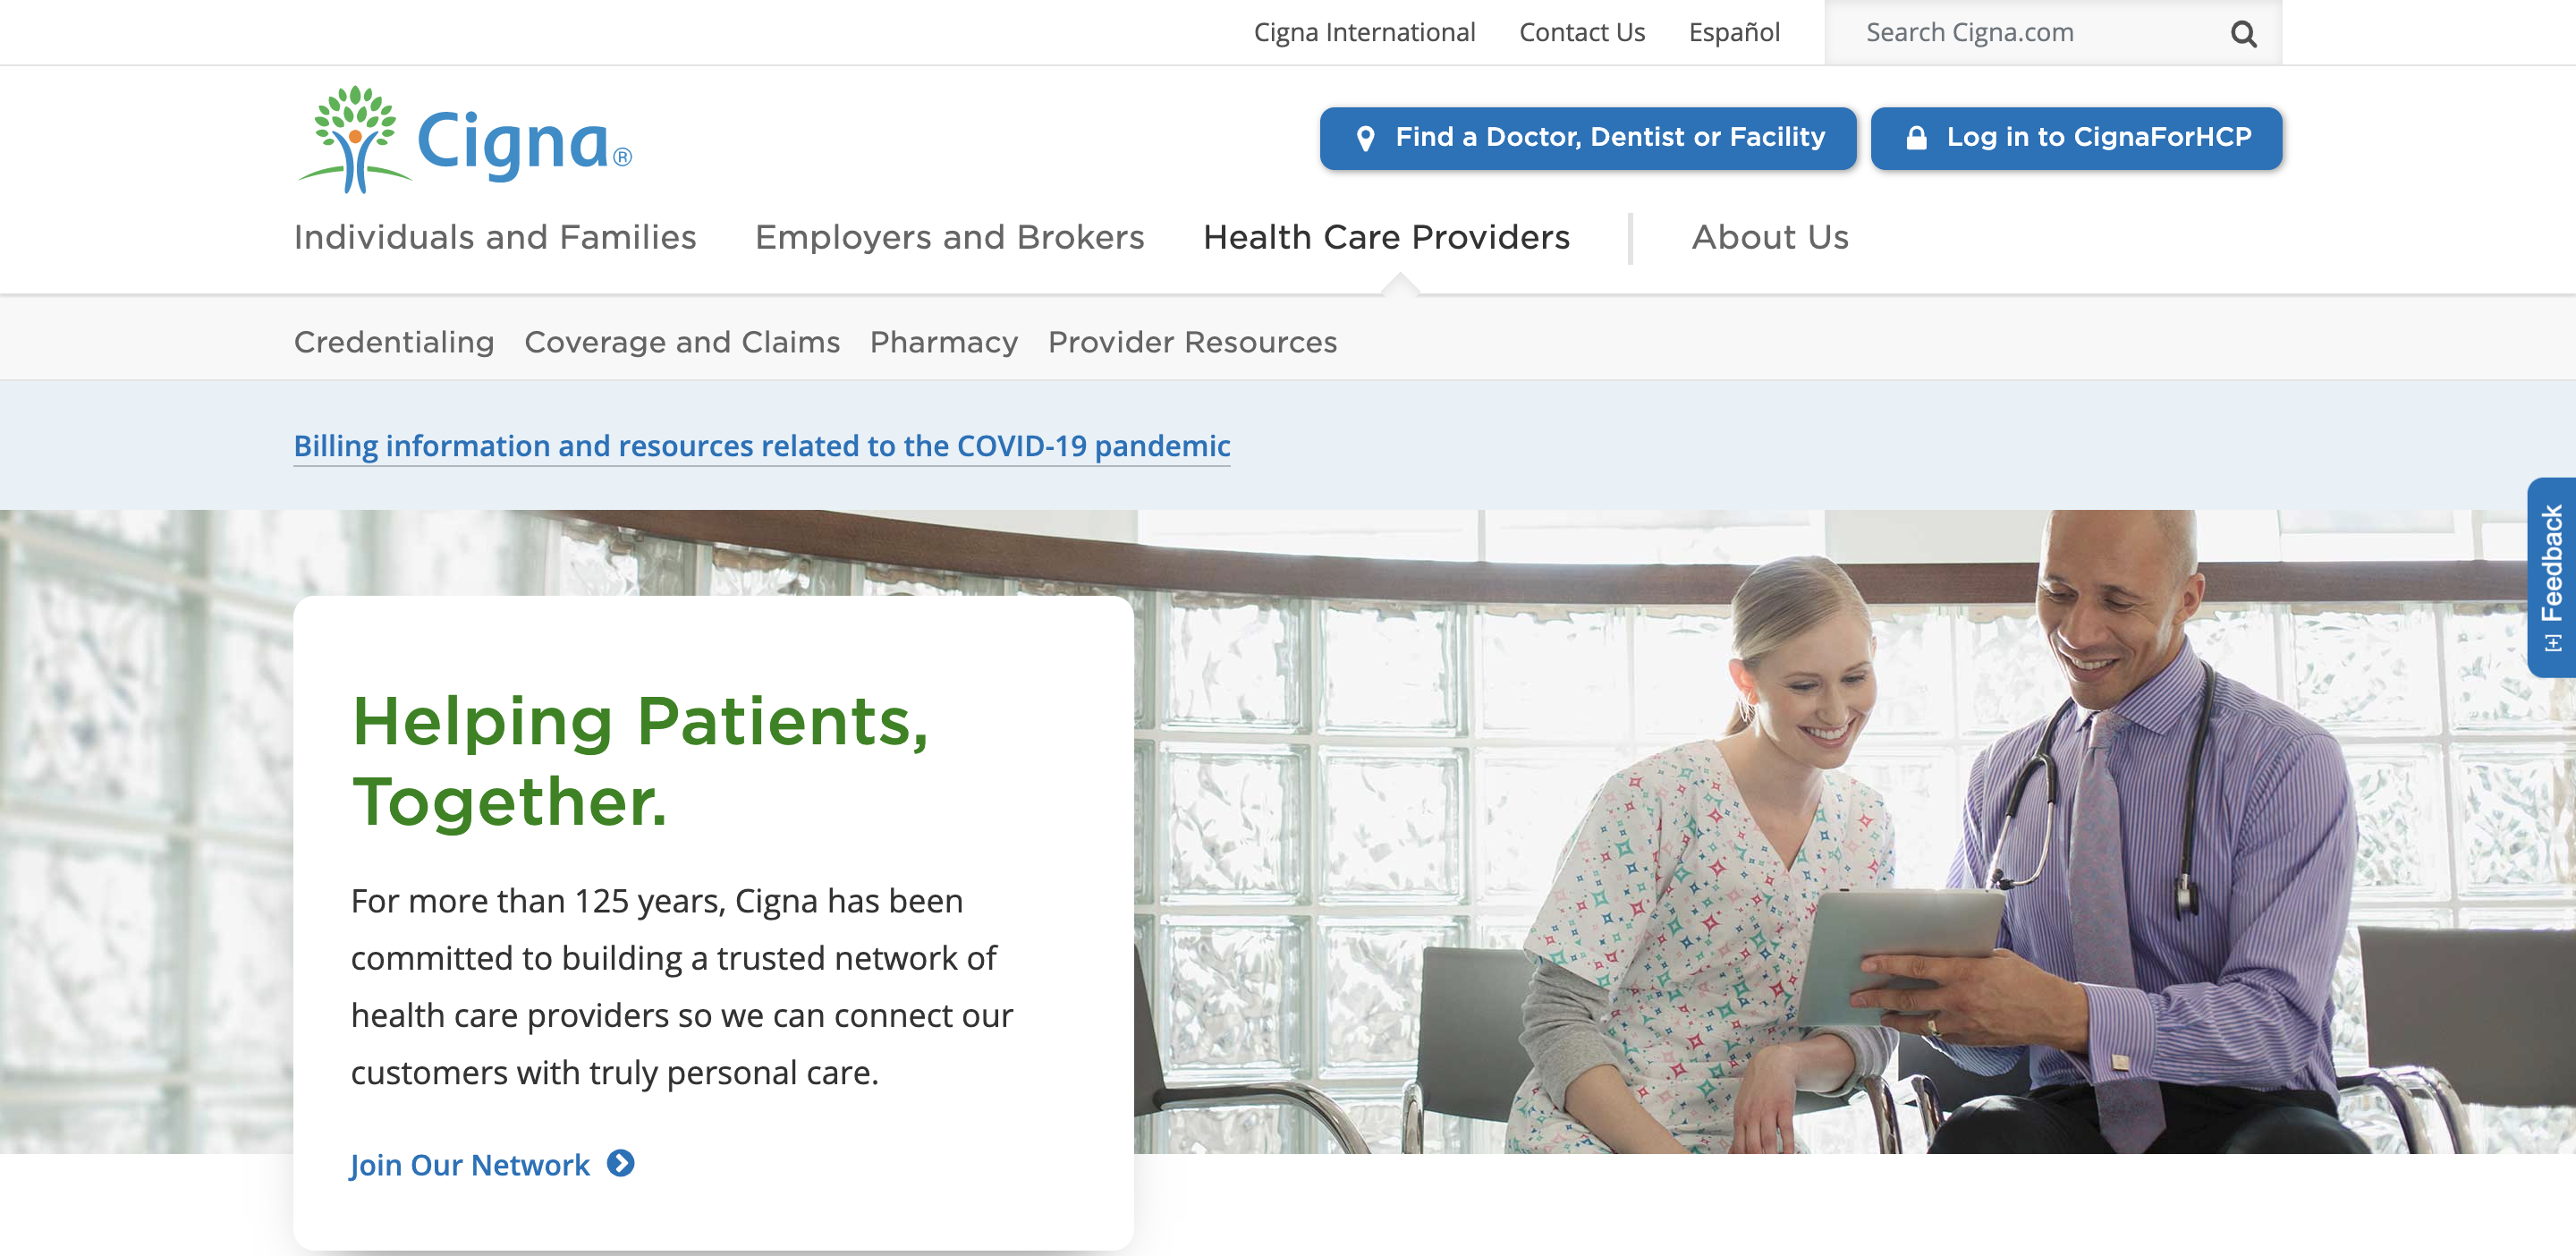 Cigna International Contact Us Español Search Cigna.com
Cigna®
Find a Doctor, Dentist or Facility Log in to CignaForHCP
Individuals and Families Employers and Brokers Health Care Providers About Us
Credentialing Coverage and Claims Pharmacy Provider Resources
Billing information and resources related to the COVID-19 pandemic
[+] Feedback
Helping Patients,
Together.
For more than 125 years, Cigna has been
committed to building a trusted network of
health care providers so we can connect our
customers with truly personal care.
Join Our Network